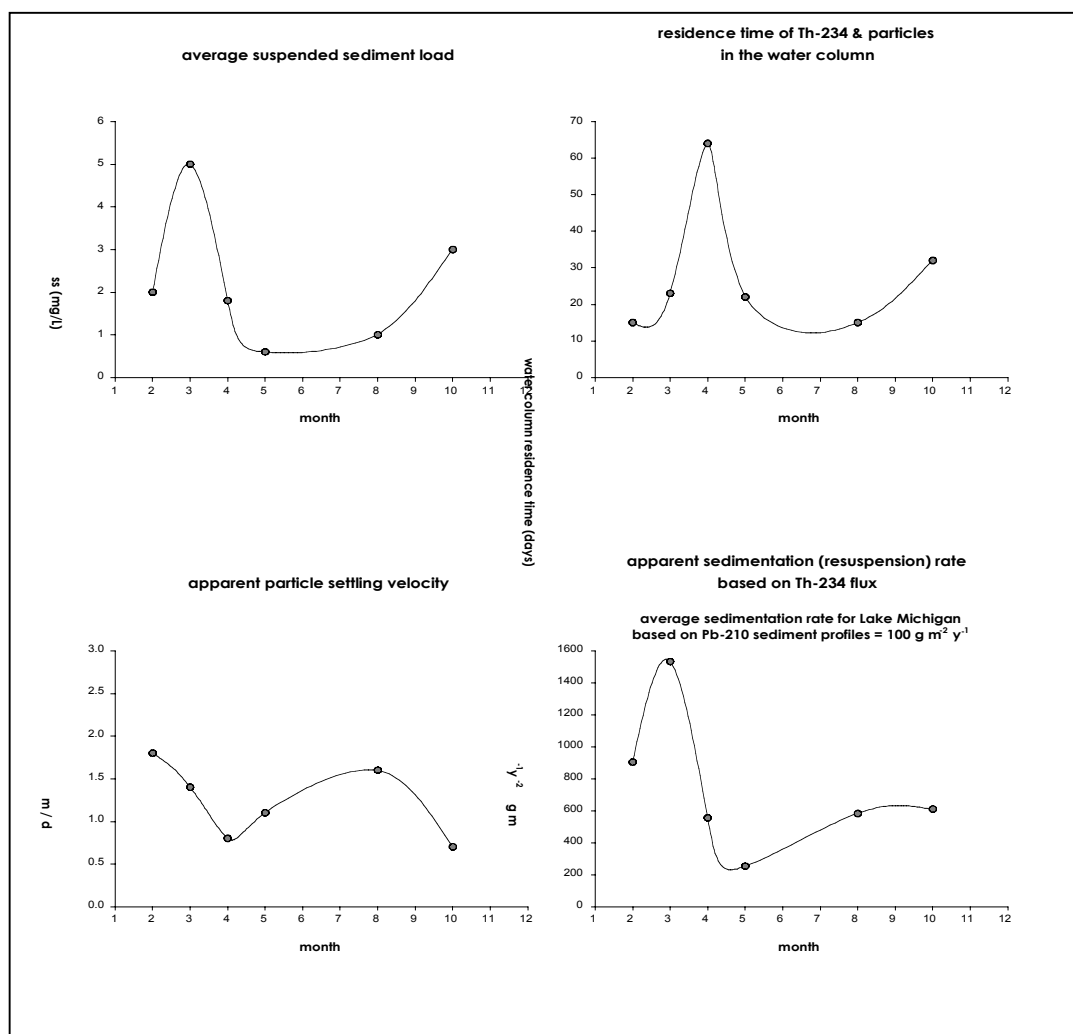 average suspended sediment load
6
5
4
3
2
1
0
ss (mg/L)
1 2 3 4 5 6 7 8 9 10 11 12
month
residence time of Th-234 & particles
in the water column
70
60
50
40
30
20
10
0
water column residence time (days)
1 2 3 4 5 6 7 8 9 10 11 12
month
apparent particle settling velocity
3.0
2.5
2.0
1.5
1.0
0.5
0.0
m / d
1 2 3 4 5 6 7 8 9 10 11 12
month
apparent sedimentation (resuspension) rate
based on Th-234 flux
average sedimentation rate for Lake Michigan
based on Pb-210 sediment profiles = 100 g m⁻² y⁻¹
1600
1400
1200
1000
800
600
400
200
0
g m ⁻² y⁻¹
1 2 3 4 5 6 7 8 9 10 11 12
month